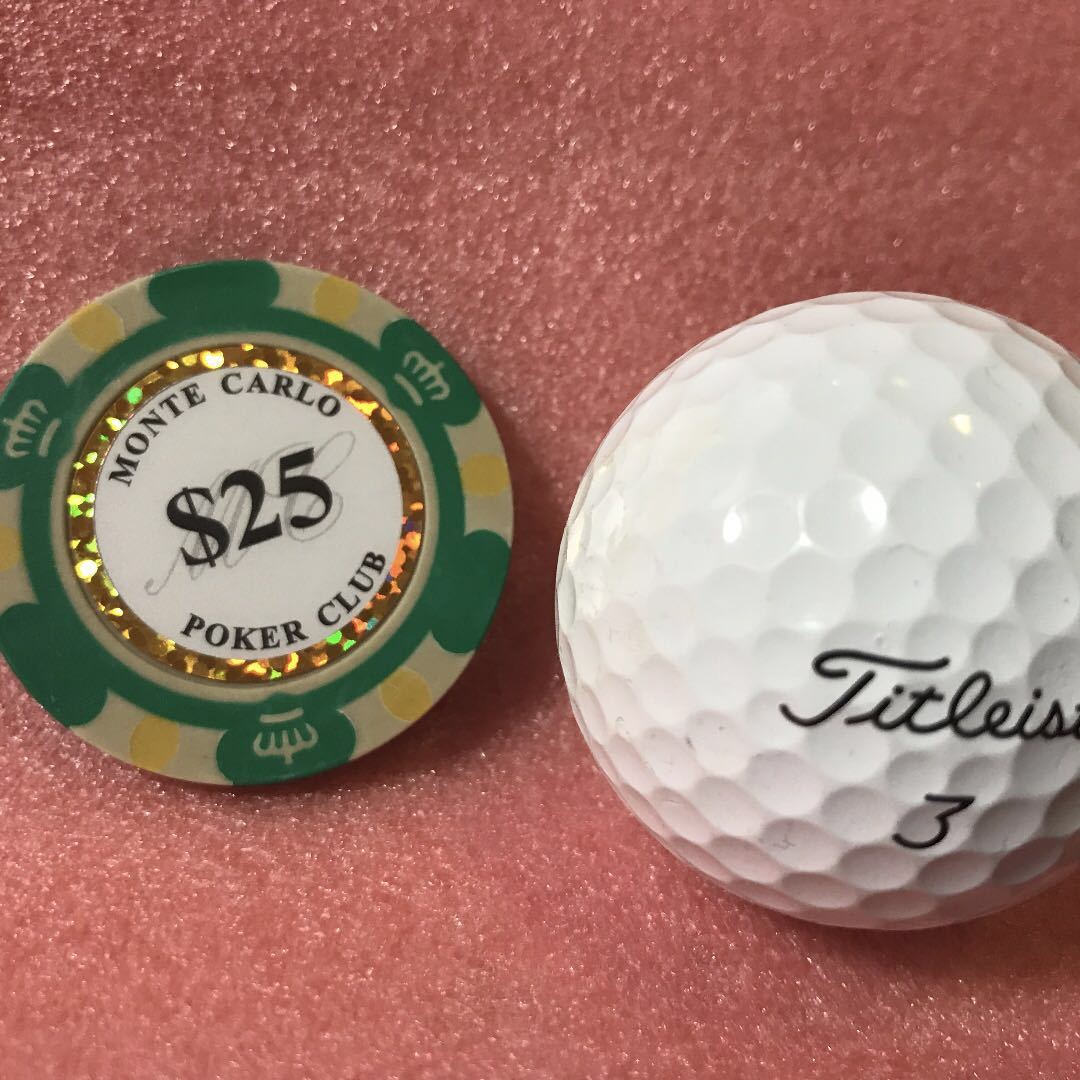 MONTE CARLO
$25
POKER CLUB
Titleist
3